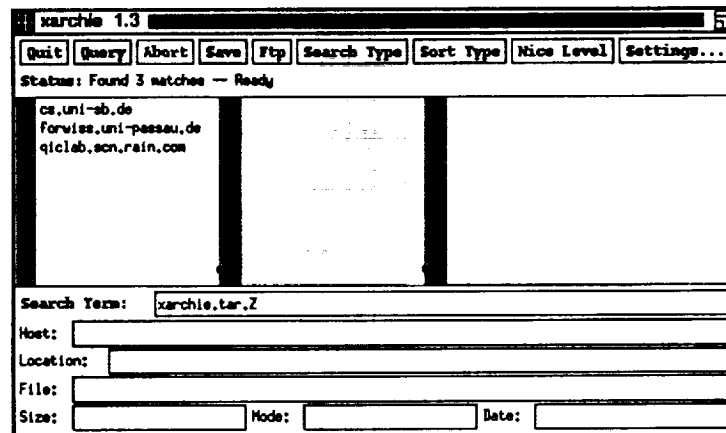 xarchie 1.3
Quit Query Abort Save Ftp Search Type Sort Type Nice Level Settings...
Status: Found 3 matches — Ready
cs.uni-sb.de
forwiss.uni-passau.de
qiclab.scn.rain.com
Search Term: xarchie.tar.Z
Host:
Location:
File:
Size: Mode: Date: